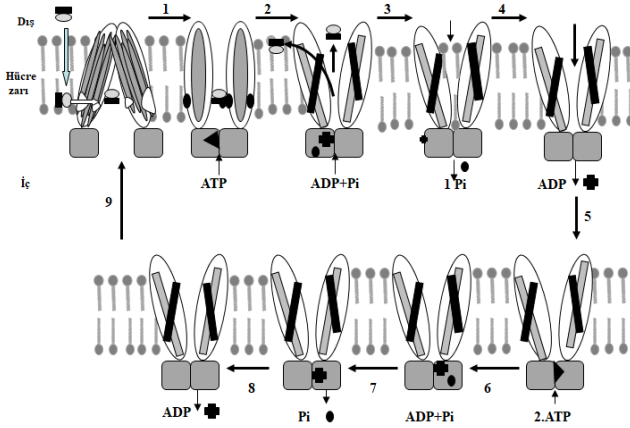 Dış
1
2
3
4
Hücre
zarı
İç
ATP
ADP+Pi
1 Pi
ADP
9
5
8
7
6
ADP
Pi
ADP+Pi
2.ATP